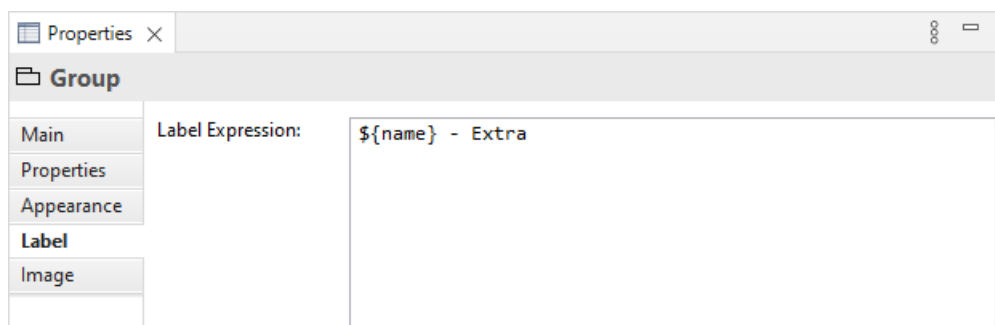 Properties
Group
Main
Label Expression:
${name} - Extra
Properties
Appearance
Label
Image